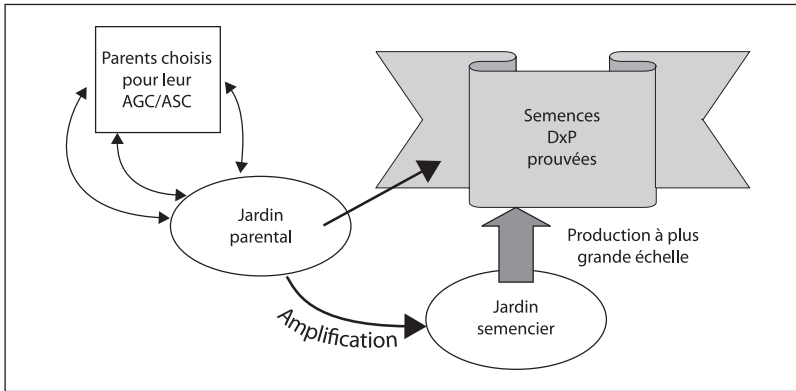 Parents choisis
pour leur
AGC/ASC
Semences
DxP
prouvées
Jardin
parental
Production à plus
grande échelle
Amplification
Jardin
semencier